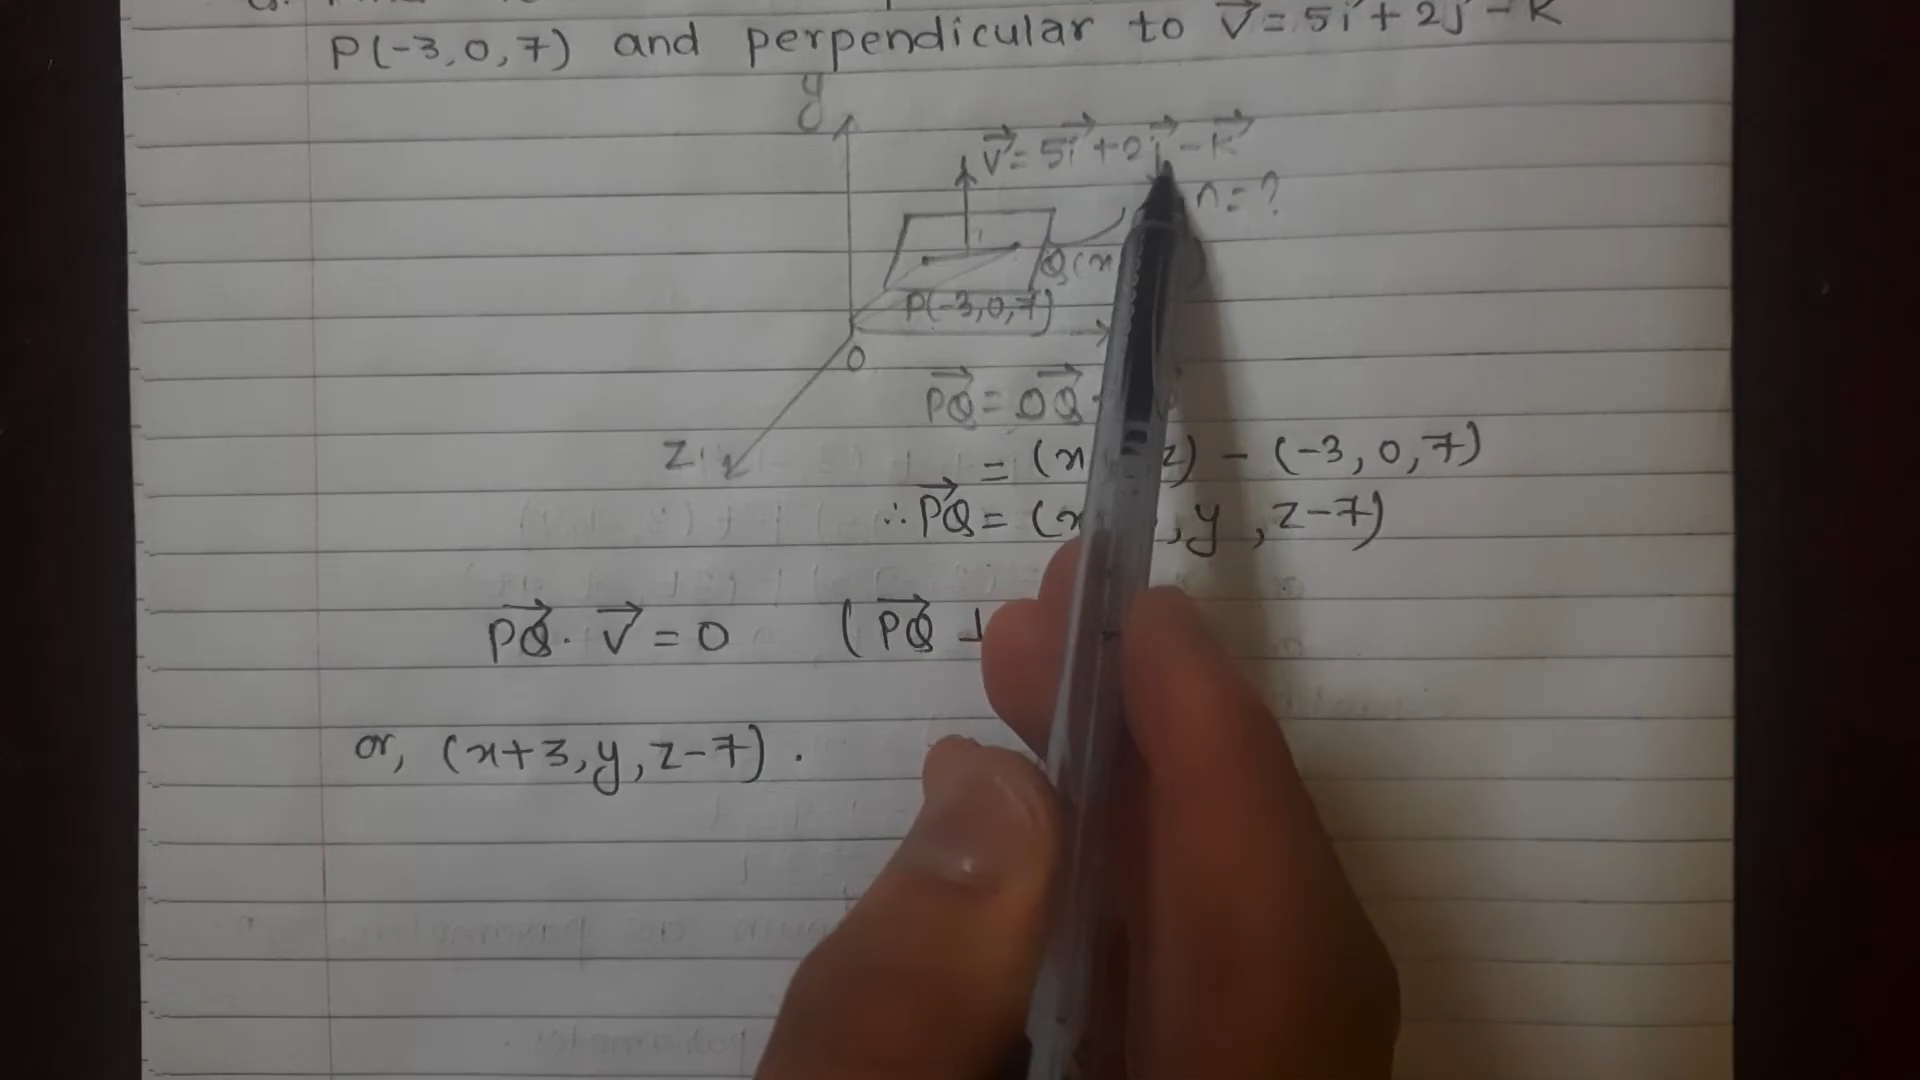 P(-3,0,7) and perpendicular to V = 5i + 2j - K
y
V = 5i + 2j - K
n = ?
Q(x
P(-3,0,7)
O
PQ = OQ
Z
= (x z) - (-3,0,7)
∴ PQ = (x , y , z-7)
PQ . V = 0 (PQ ⊥
or, (x+3, y, z-7) .